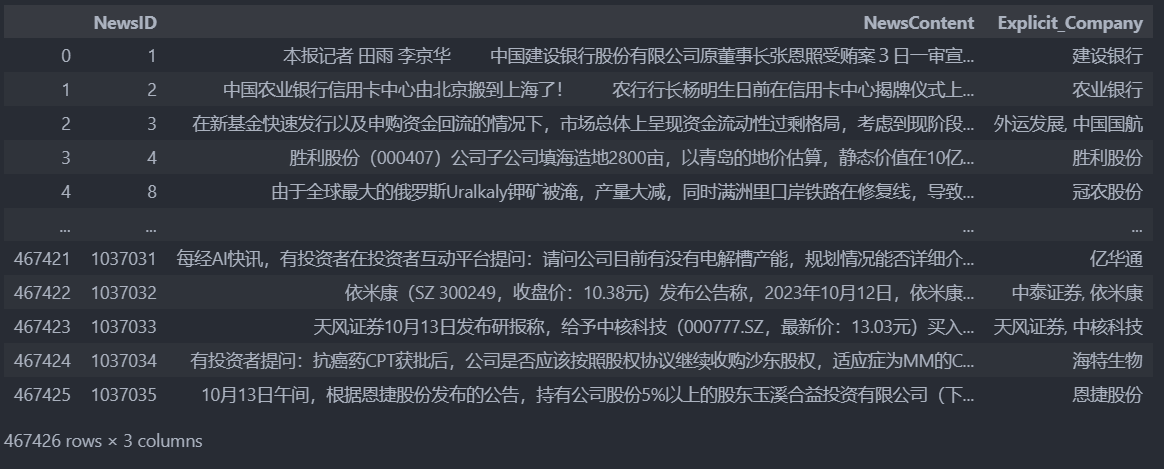 NewsID NewsContent Explicit_Company
0 1 本报记者 田雨 李京华 中国建设银行股份有限公司原董事长张恩照受贿案３日一审宣... 建设银行
1 2 中国农业银行信用卡中心由北京搬到上海了！ 农行行长杨明生日前在信用卡中心揭牌仪式上... 农业银行
2 3 在新基金快速发行以及申购资金回流的情况下，市场总体上呈现资金流动性过剩格局，考虑到现阶段... 外运发展, 中国国航
3 4 胜利股份（000407）公司子公司填海造地2800亩，以青岛的地价估算，静态价值在10亿... 胜利股份
4 8 由于全球最大的俄罗斯Uralkaly钾矿被淹，产量大减，同时满洲里口岸铁路在修复线，导致... 冠农股份
... ... ... ...
467421 1037031 每经AI快讯，有投资者在投资者互动平台提问：请问公司目前有没有电解槽产能，规划情况能否详细介... 亿华通
467422 1037032 依米康（SZ 300249，收盘价：10.38元）发布公告称，2023年10月12日，依米康... 中泰证券, 依米康
467423 1037033 天风证券10月13日发布研报称，给予中核科技（000777.SZ，最新价：13.03元）买入... 天风证券, 中核科技
467424 1037034 有投资者提问：抗癌药CPT获批后，公司是否应该按照股权协议继续收购沙东股权，适应症为MM的C... 海特生物
467425 1037035 10月13日午间，根据恩捷股份发布的公告，持有公司股份5%以上的股东玉溪合益投资有限公司（下... 恩捷股份
467426 rows × 3 columns